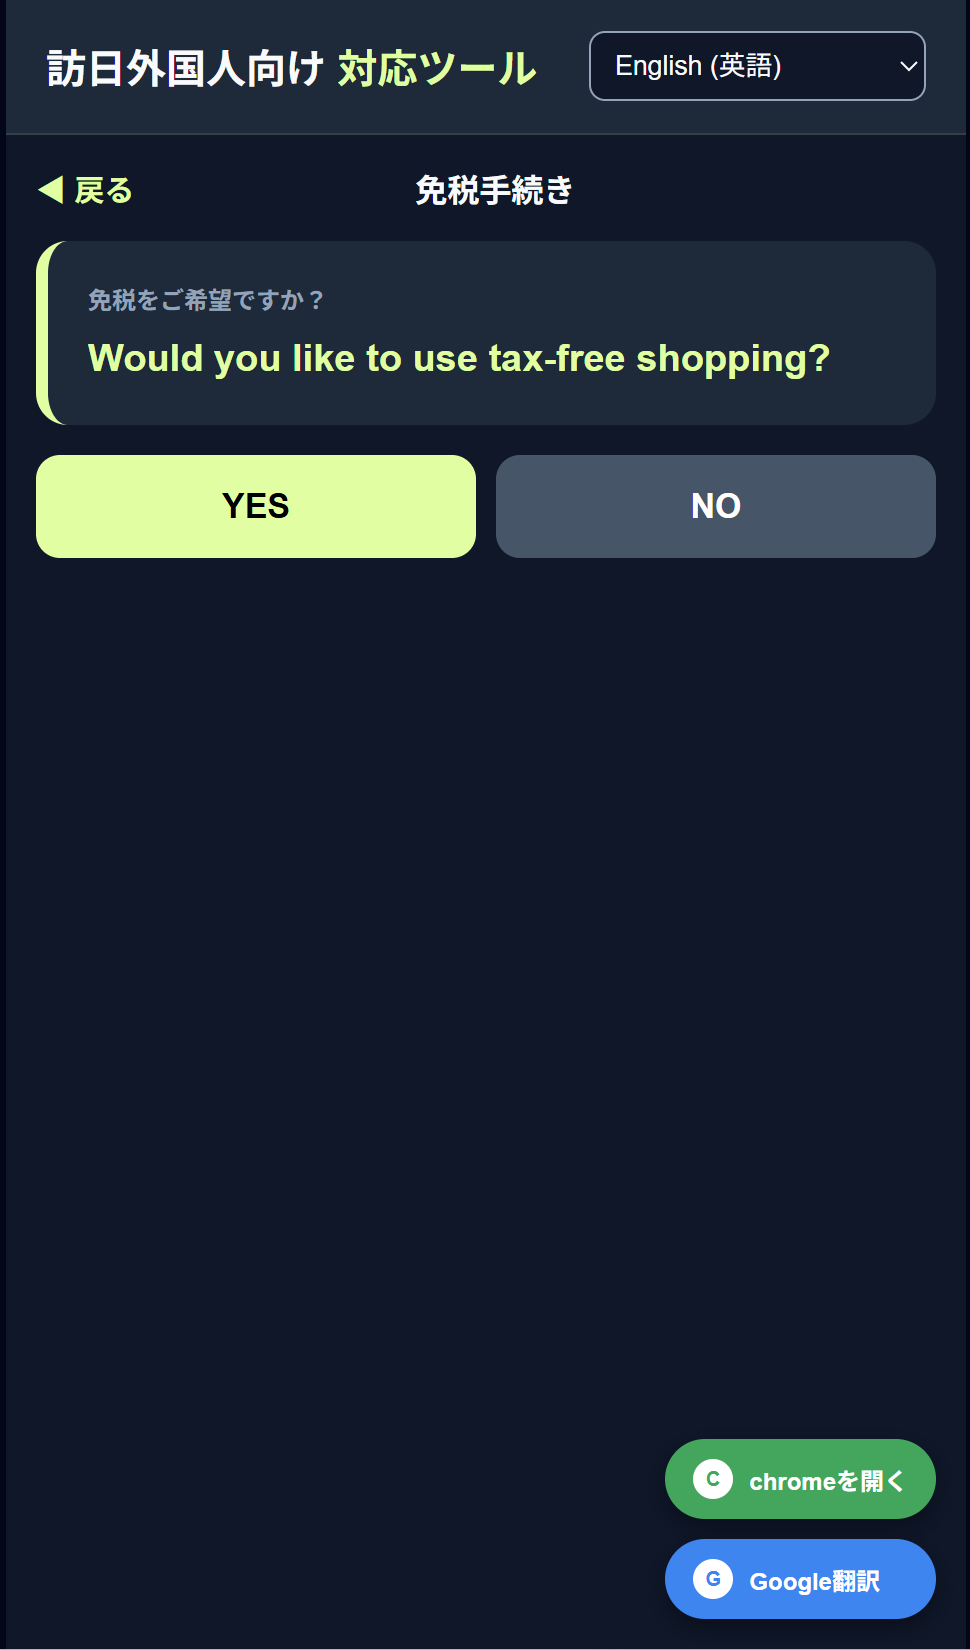 訪日外国人向け 対応ツール
English (英語)
◀ 戻る
免税手続き
免税をご希望ですか？
Would you like to use tax-free shopping?
YES
NO
C chromeを開く
G Google翻訳